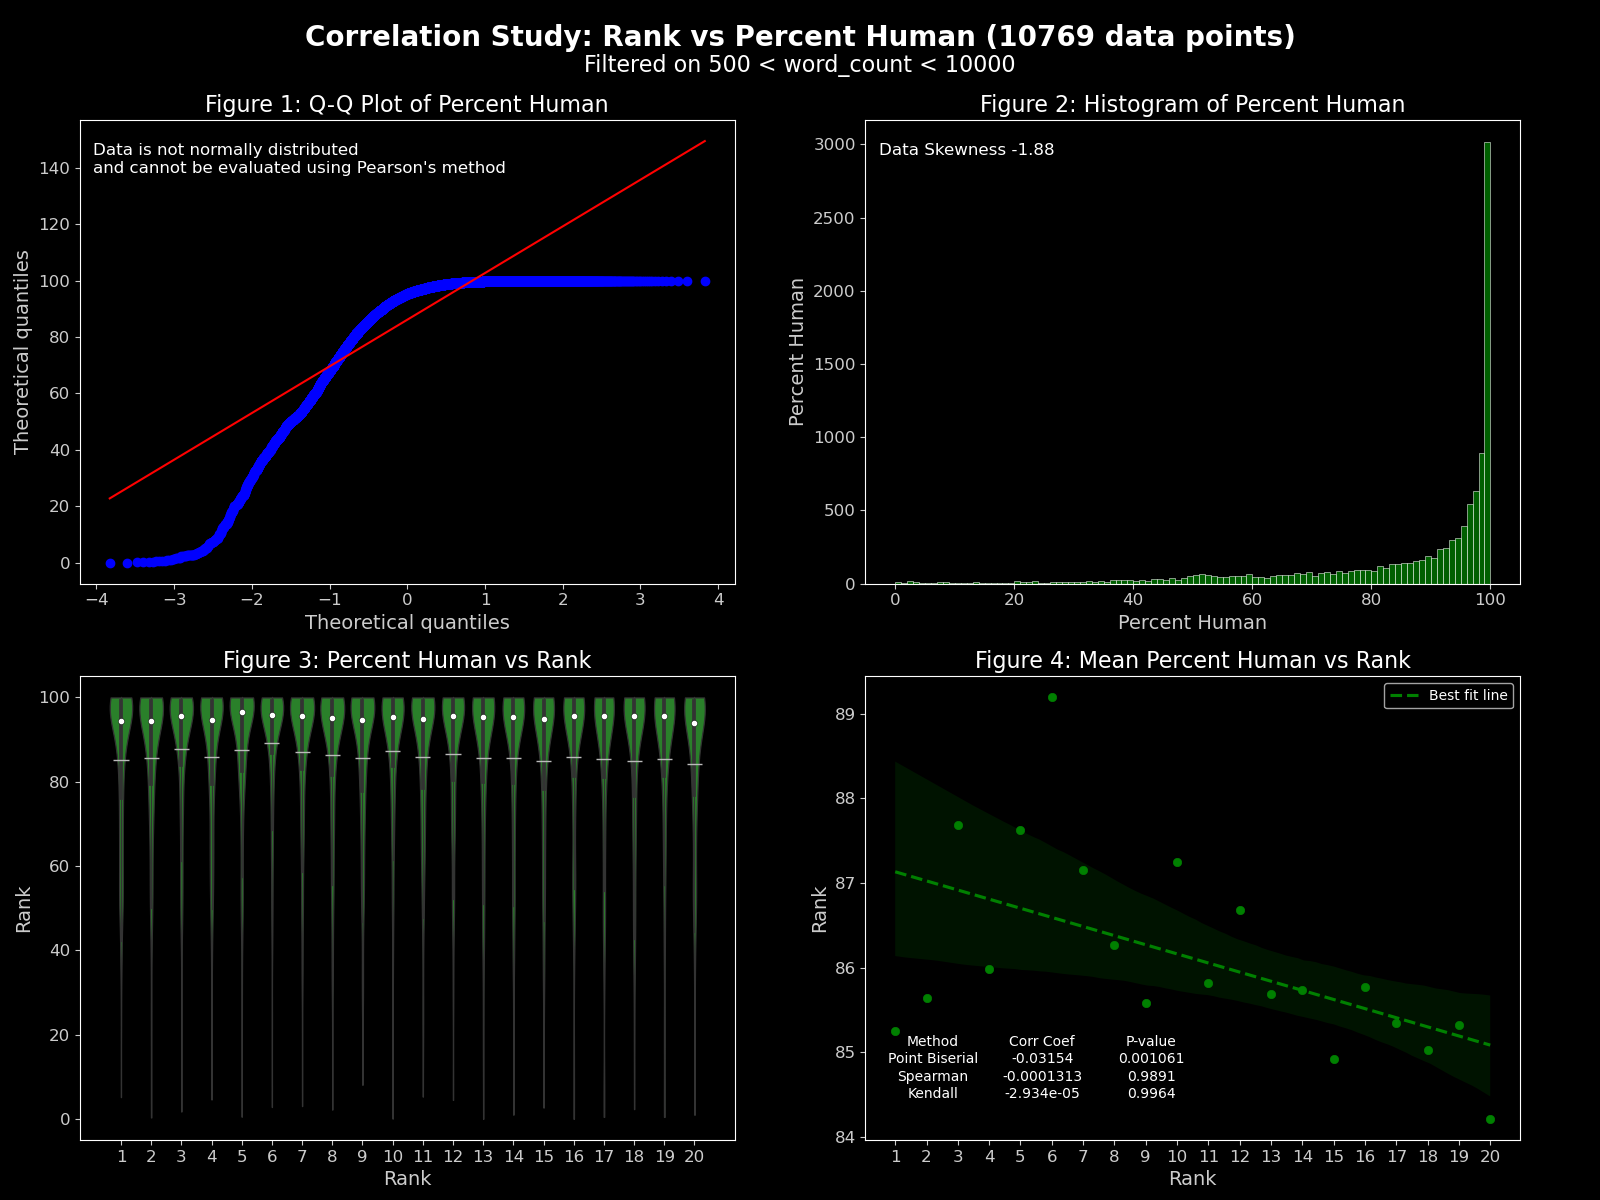 Correlation Study: Rank vs Percent Human (10769 data points)
Filtered on 500 < word_count < 10000
Figure 1: Q-Q Plot of Percent Human
Data is not normally distributed
and cannot be evaluated using Pearson's method
Theoretical quantiles
140
120
100
80
60
40
20
0
−4 −3 −2 −1 0 1 2 3 4
Theoretical quantiles
Figure 2: Histogram of Percent Human
Data Skewness -1.88
Percent Human
3000
2500
2000
1500
1000
500
0
0 20 40 60 80 100
Percent Human
Figure 3: Percent Human vs Rank
Rank
100
80
60
40
20
0
1 2 3 4 5 6 7 8 9 10 11 12 13 14 15 16 17 18 19 20
Rank
Figure 4: Mean Percent Human vs Rank
Best fit line
Rank
89
88
87
86
85
84
Method Corr Coef P-value
Point Biserial -0.03154 0.001061
Spearman -0.0001313 0.9891
Kendall -2.934e-05 0.9964
1 2 3 4 5 6 7 8 9 10 11 12 13 14 15 16 17 18 19 20
Rank